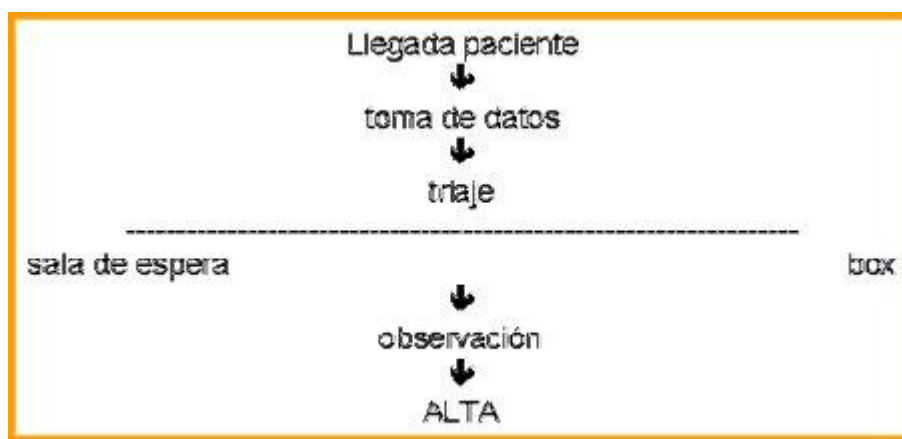 Llegada paciente
toma de datos
triaje
-----------------------------------------------------------------
sala de espera box
observación
ALTA